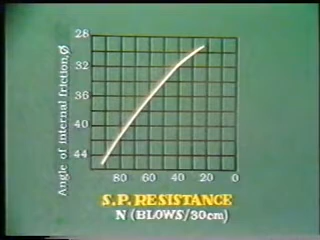 28
32
36
40
44
Angle of internal friction, Ø
80 60 40 20 0
S.P. RESISTANCE
N (BLOWS/30cm)